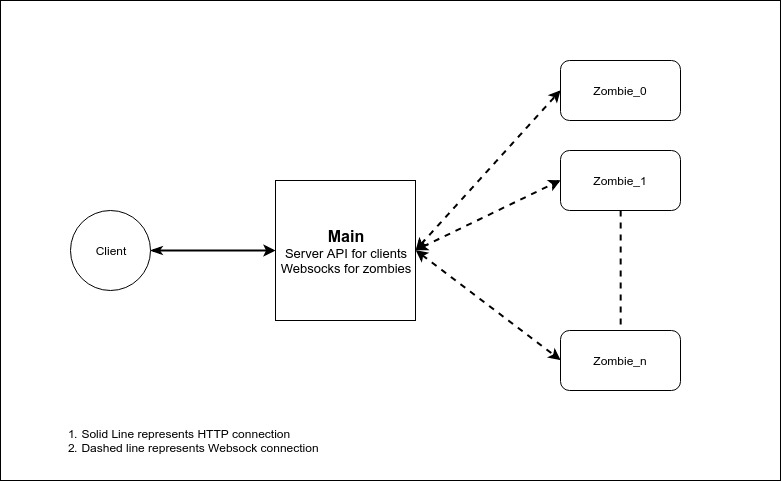 Zombie_0
Zombie_1
Client
Main
Server API for clients
Websocks for zombies
Zombie_n
1. Solid Line represents HTTP connection
2. Dashed line represents Websock connection